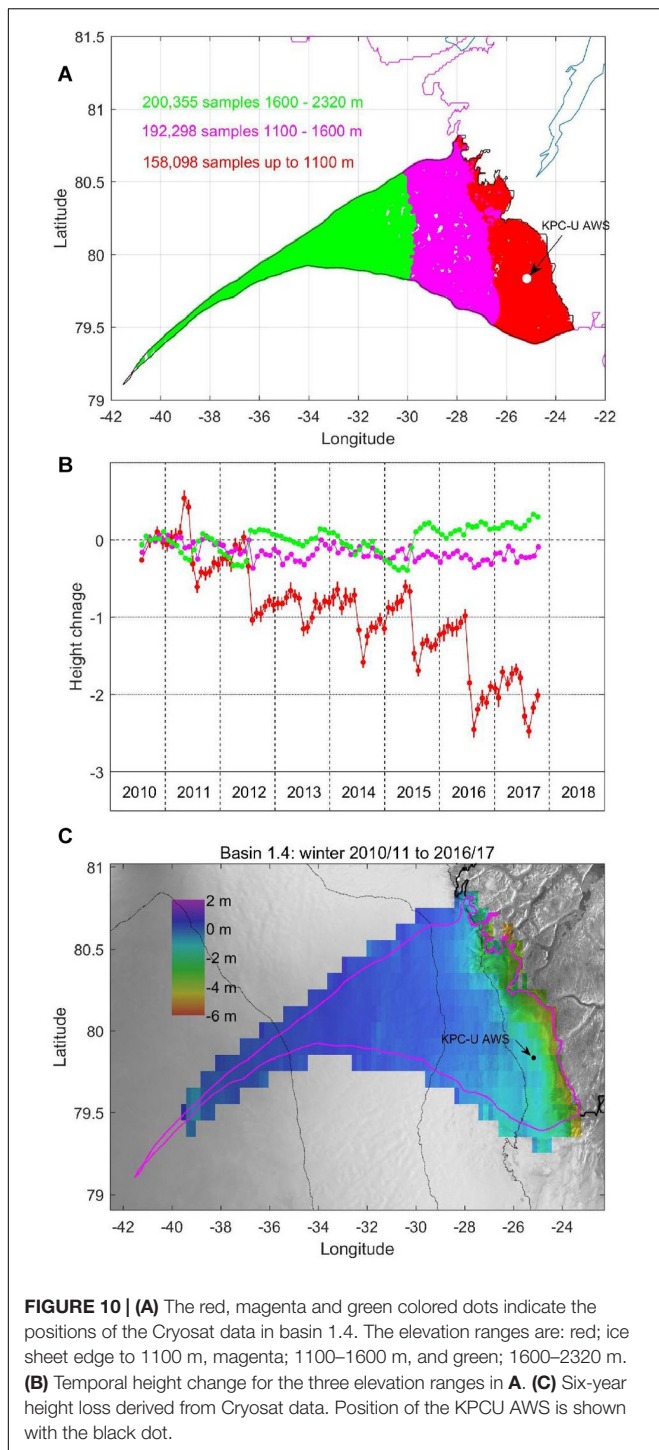 A
81.5
81
80.5
80
79.5
79
Latitude
200,355 samples 1600 - 2320 m
192,298 samples 1100 - 1600 m
158,098 samples up to 1100 m
KPC-U AWS
-42 -40 -38 -36 -34 -32 -30 -28 -26 -24 -22
Longitude
B
0
-1
-2
-3
Height chnage
2010 2011 2012 2013 2014 2015 2016 2017 2018
C
Basin 1.4: winter 2010/11 to 2016/17
81
80.5
80
79.5
79
Latitude
2 m
0 m
-2 m
-4 m
-6 m
KPC-U AWS
-42 -40 -38 -36 -34 -32 -30 -28 -26 -24
Longitude
FIGURE 10 | (A) The red, magenta and green colored dots indicate the
positions of the Cryosat data in basin 1.4. The elevation ranges are: red; ice
sheet edge to 1100 m, magenta; 1100–1600 m, and green; 1600–2320 m.
(B) Temporal height change for the three elevation ranges in A. (C) Six-year
height loss derived from Cryosat data. Position of the KPCU AWS is shown
with the black dot.